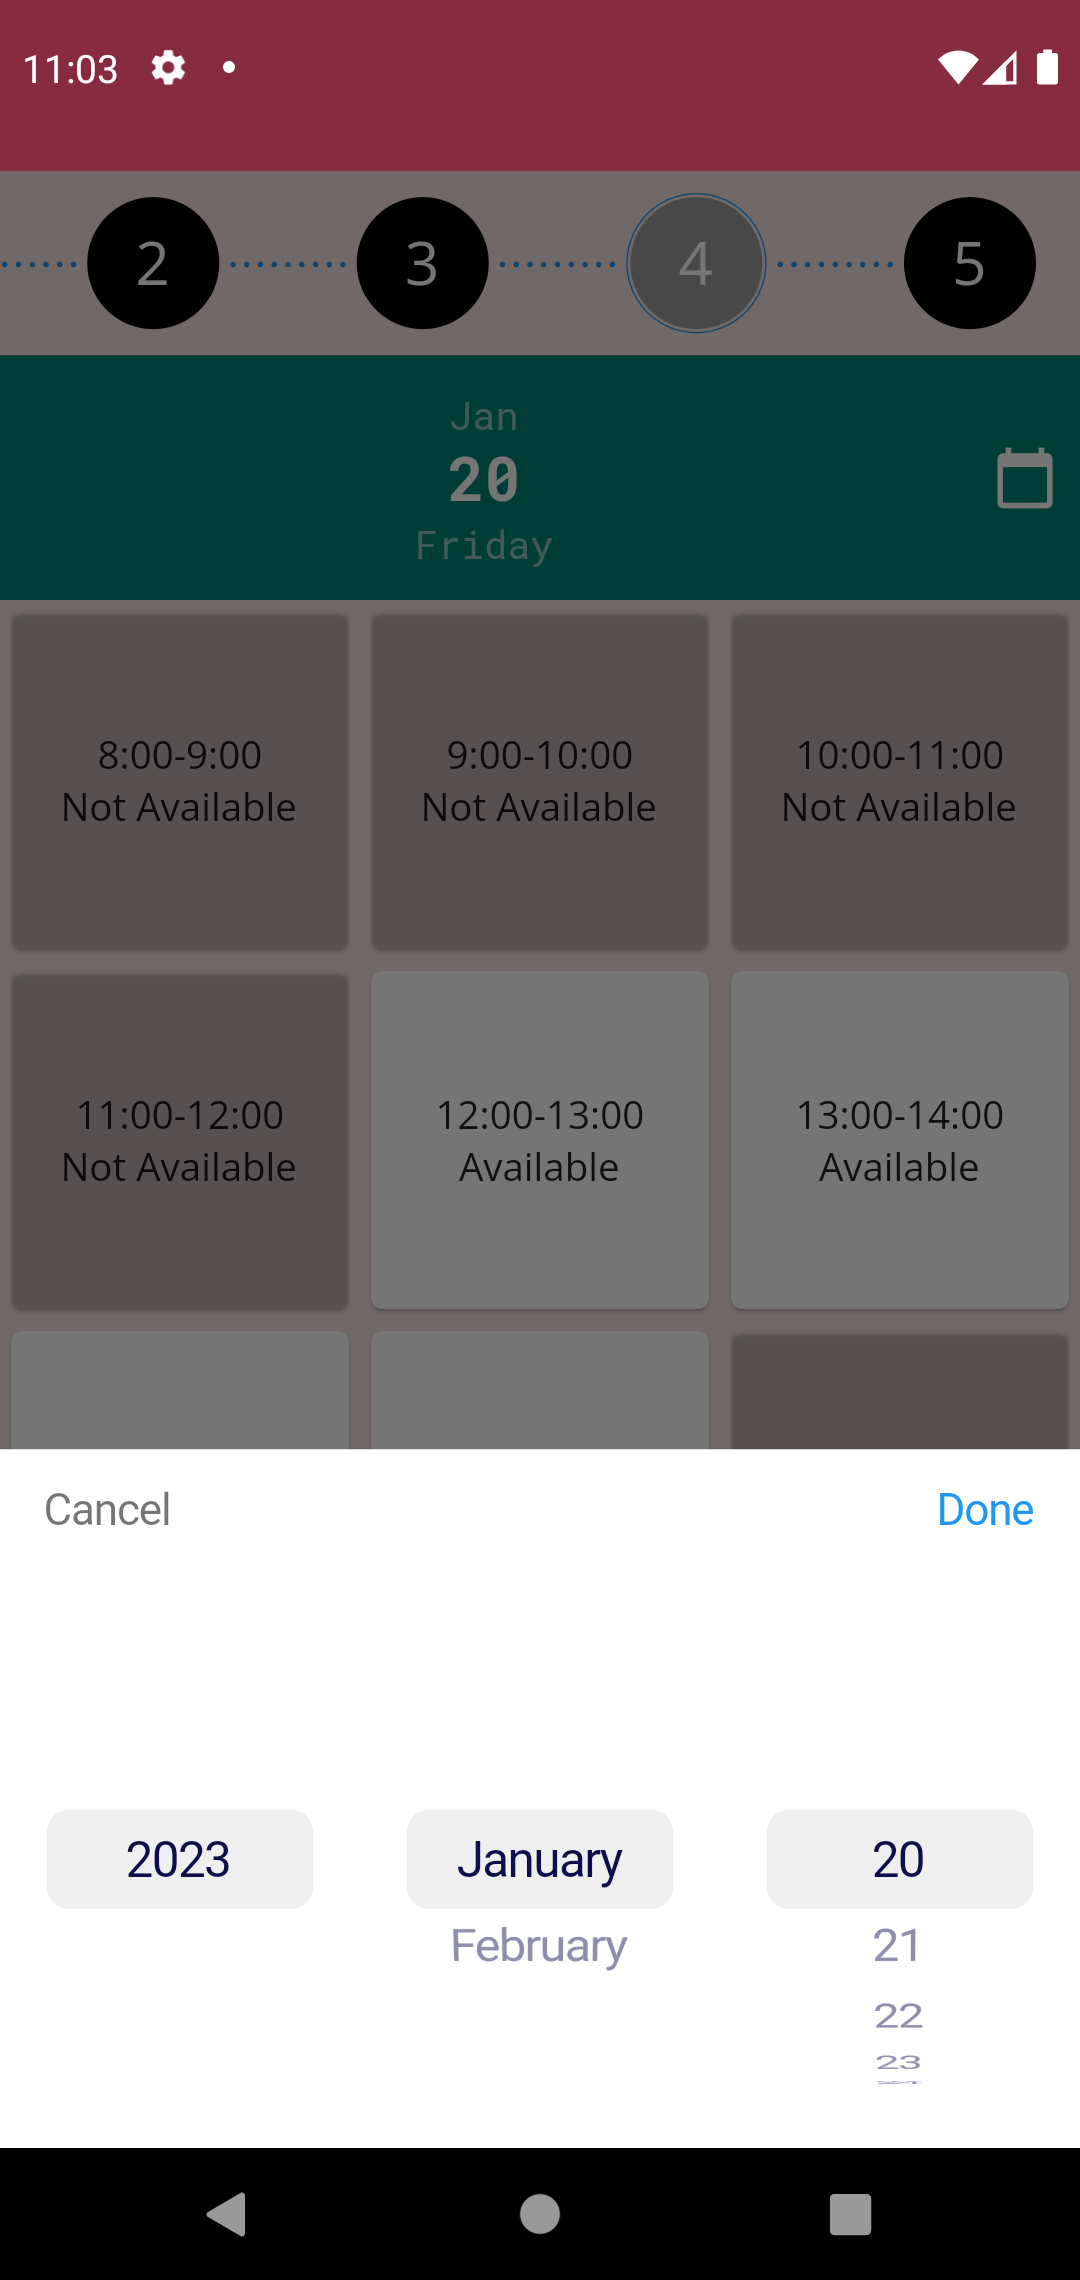 11:03
2 3 4 5
Jan
20
Friday
8:00-9:00 9:00-10:00 10:00-11:00
Not Available Not Available Not Available
11:00-12:00 12:00-13:00 13:00-14:00
Not Available Available Available
Cancel Done
2023 January 20
February 21
22
23